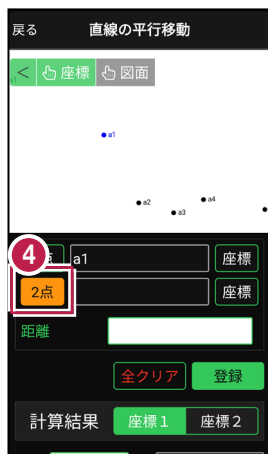 戻る 直線の平行移動
< 座標 図面
a1
a2 a4
a3
4 a1 座標
2点 座標
距離
全クリア 登録
計算結果 座標1 座標2